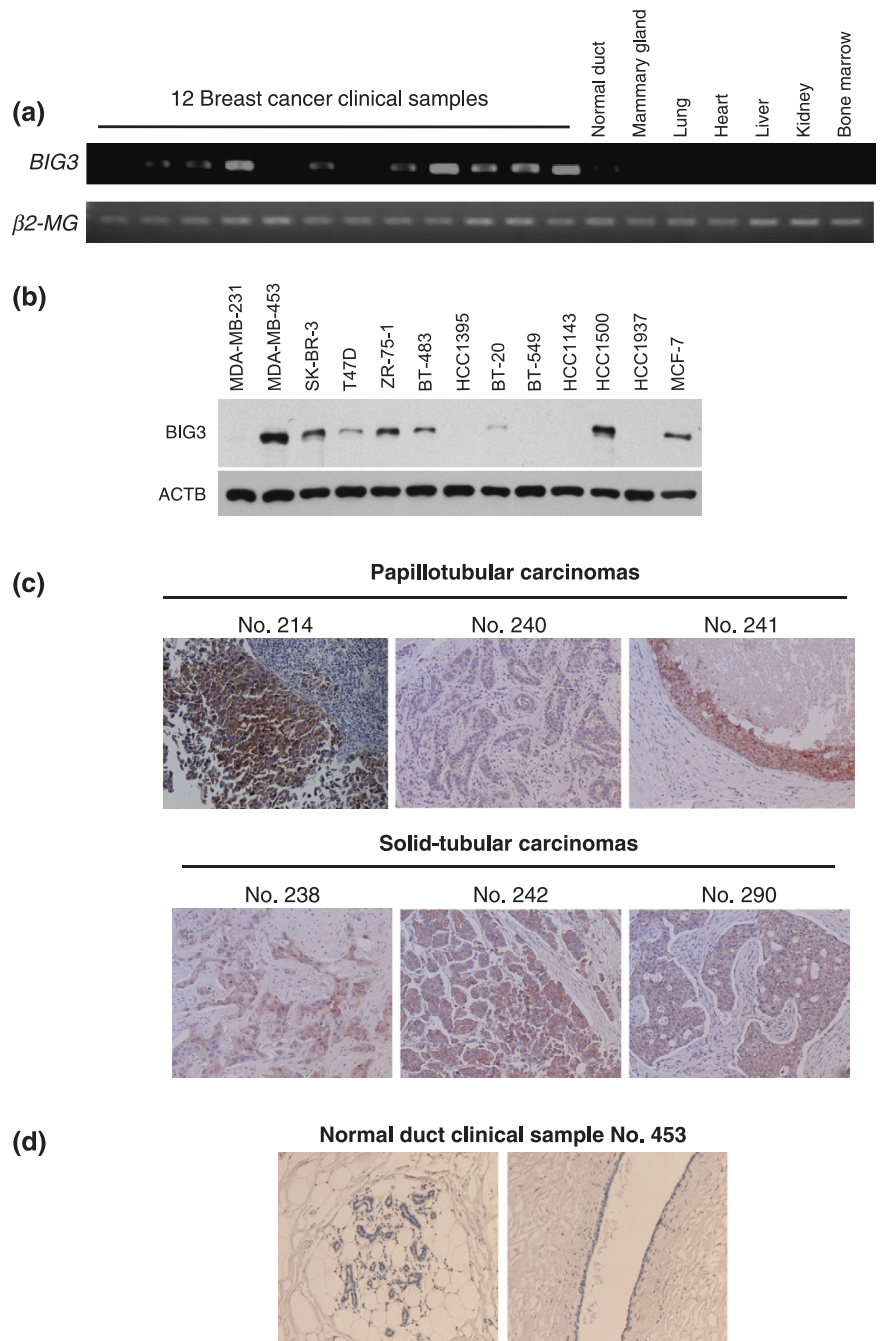 (a)
12 Breast cancer clinical samples
Normal duct
Mammary gland
Lung
Heart
Liver
Kidney
Bone marrow
BIG3
β2-MG
(b)
MDA-MB-231
MDA-MB-453
SK-BR-3
T47D
ZR-75-1
BT-483
HCC1395
BT-20
BT-549
HCC1143
HCC1500
HCC1937
MCF-7
BIG3
ACTB
(c)
Papillotubular carcinomas
No. 214
No. 240
No. 241
Solid-tubular carcinomas
No. 238
No. 242
No. 290
(d)
Normal duct clinical sample No. 453